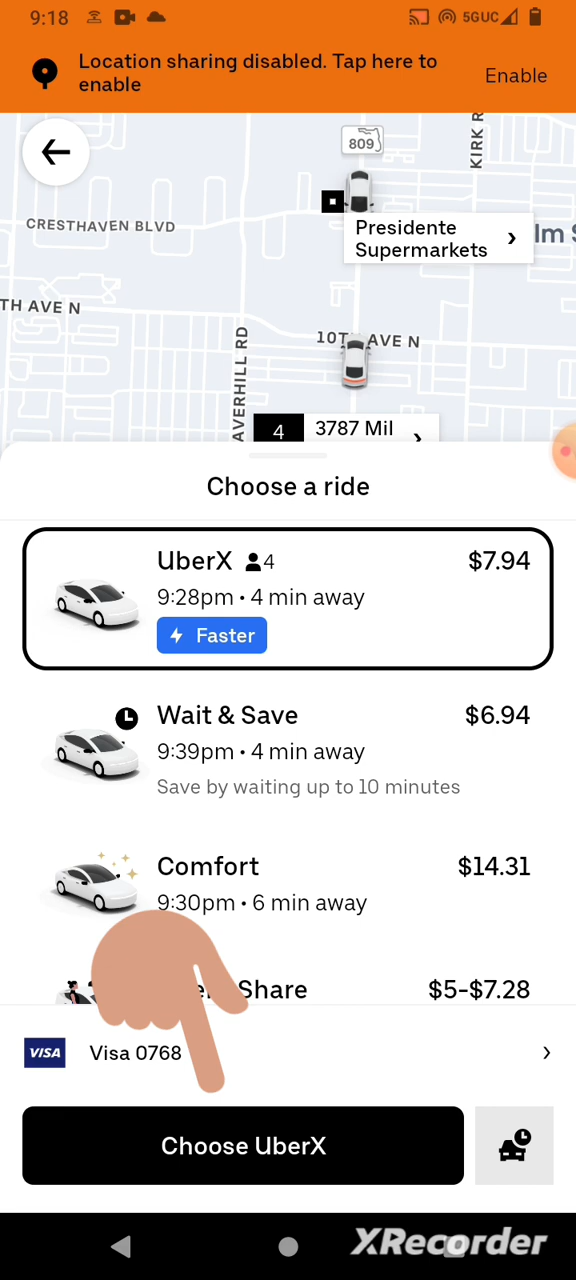 9:18
5GUC
Location sharing disabled. Tap here to
enable
Enable
809
KIRK R
CRESTHAVEN BLVD
Presidente
Supermarkets
lm S
TH AVE N
10TH AVE N
AVERHILL RD
4
3787 Mil
Choose a ride
UberX 4
$7.94
9:28pm • 4 min away
Faster
Wait & Save
$6.94
9:39pm • 4 min away
Save by waiting up to 10 minutes
Comfort
$14.31
9:30pm • 6 min away
Share
$5-$7.28
VISA
Visa 0768
Choose UberX
XRecorder